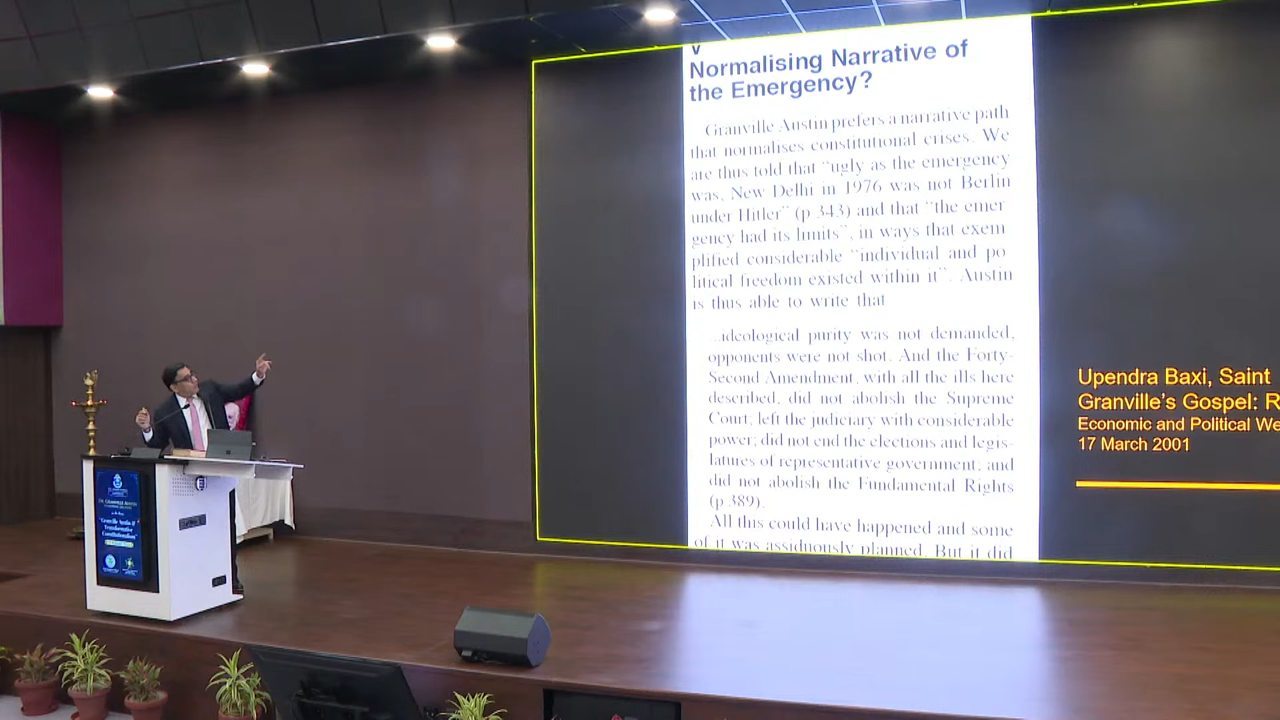 V
Normalising Narrative of
the Emergency?
Granville Austin prefers a narrative path
that normalises constitutional crises. We
are thus told that "ugly as the emergency
was, New Delhi in 1976 was not Berlin
under Hitler" (p 343) and that "the emer
gency had its limits", in ways that exem
plified considerable "individual and po
litical freedom existed within it". Austin
is thus able to write that
...ideological purity was not demanded,
opponents were not shot. And the Forty-
Second Amendment, with all the ills here
described, did not abolish the Supreme
Court; left the judiciary with considerable
power; did not end the elections and legis-
latures of representative government; and
did not abolish the Fundamental Rights
(p 389).
All this could have happened and some
of it was assiduously planned. But it did
Upendra Baxi, Saint
Granville's Gospel: R
Economic and Political We
17 March 2001
"Granville Austin &
Transformative
Constitutionalism"